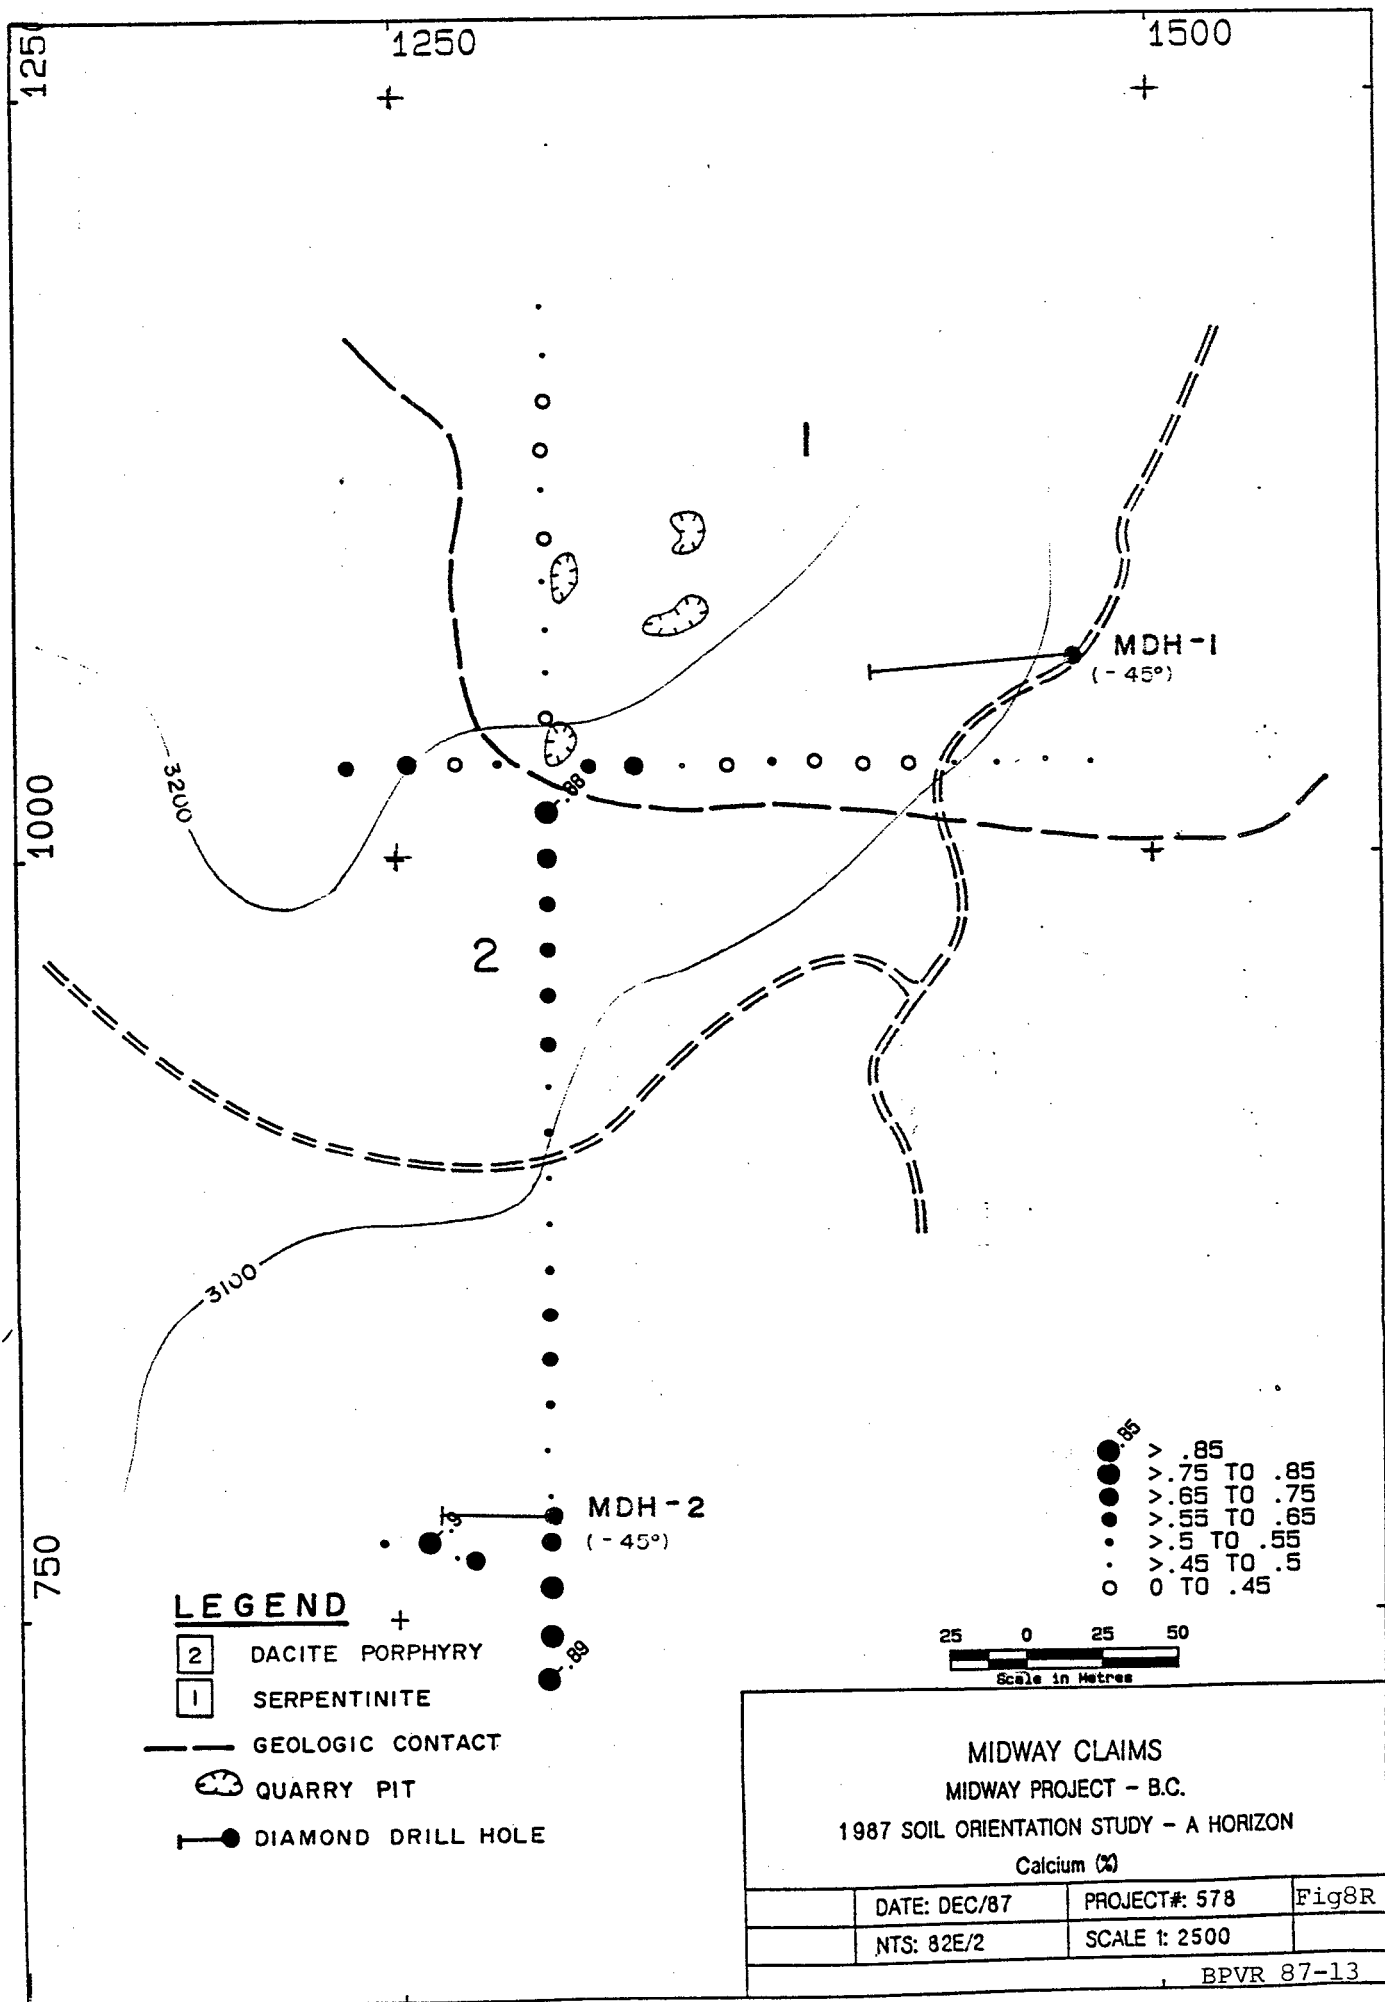 1250
1250
1500
1
MDH-1
(-45°)
3200
.88
1000
2
3100
.85
> .85
>.75 TO .85
>.65 TO .75
>.55 TO .65
>.5 TO .55
>.45 TO .5
0 TO .45
MDH-2
(-45°)
.9
750
.89
LEGEND
2 DACITE PORPHYRY
1 SERPENTINITE
GEOLOGIC CONTACT
QUARRY PIT
DIAMOND DRILL HOLE
25 0 25 50
Scale in Metres
MIDWAY CLAIMS
MIDWAY PROJECT - B.C.
1987 SOIL ORIENTATION STUDY - A HORIZON
Calcium (%)
DATE: DEC/87 PROJECT#: 578 Fig8R
NTS: 82E/2 SCALE 1: 2500
BPVR 87-13